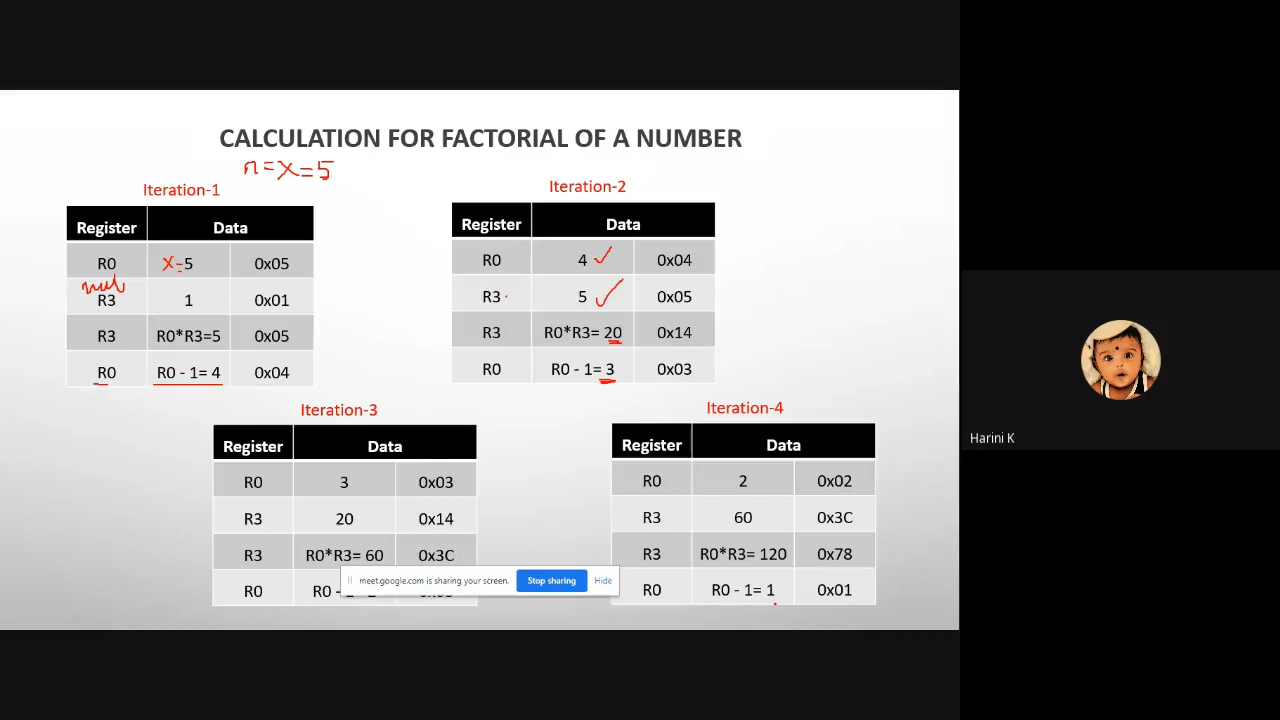 CALCULATION FOR FACTORIAL OF A NUMBER
n=x=5
Iteration-1
Register Data
R0 x=5 0x05
R3 1 0x01
R3 R0*R3=5 0x05
R0 R0 - 1= 4 0x04
Iteration-2
Register Data
R0 4 0x04
R3 5 0x05
R3 R0*R3= 20 0x14
R0 R0 - 1= 3 0x03
Iteration-3
Register Data
R0 3 0x03
R3 20 0x14
R3 R0*R3= 60 0x3C
R0 R0 -
Iteration-4
Register Data
R0 2 0x02
R3 60 0x3C
R3 R0*R3= 120 0x78
R0 R0 - 1= 1 0x01
meet.google.com is sharing your screen. Stop sharing Hide
Harini K